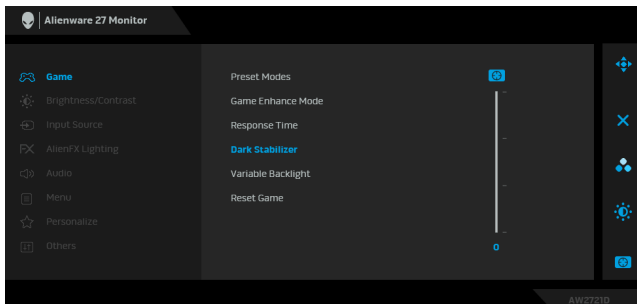 Alienware 27 Monitor
Game
Brightness/Contrast
Input Source
AlienFX Lighting
Audio
Menu
Personalize
Others
Preset Modes
Game Enhance Mode
Response Time
Dark Stabilizer
Variable Backlight
Reset Game
0
AW2721D